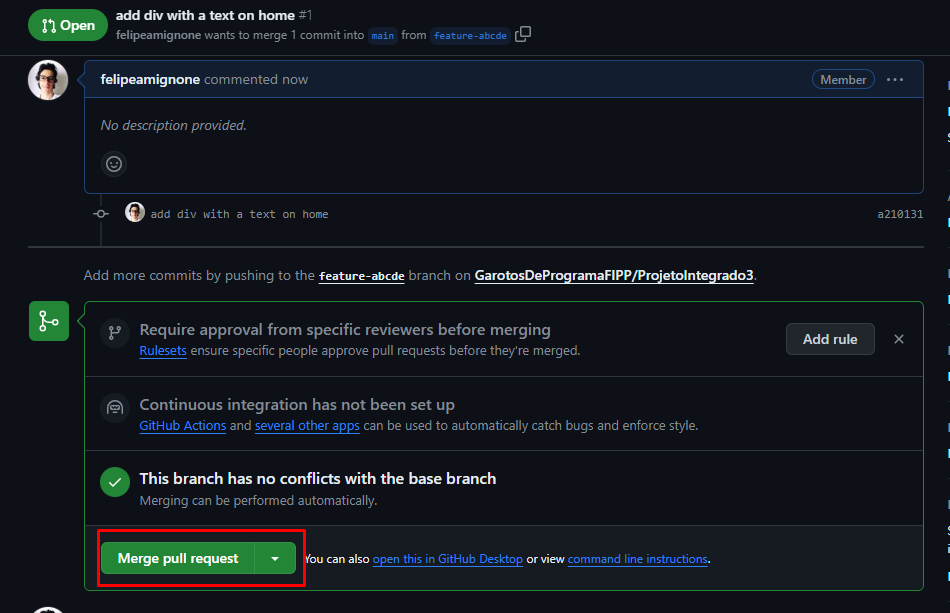 Open
add div with a text on home #1
felipeamignone wants to merge 1 commit into main from feature-abcde
felipeamignone commented now
Member
No description provided.
add div with a text on home
a210131
Add more commits by pushing to the feature-abcde branch on GarotosDeProgramaFIPP/ProjetoIntegrado3.
Require approval from specific reviewers before merging
Rulesets ensure specific people approve pull requests before they're merged.
Add rule
Continuous integration has not been set up
GitHub Actions and several other apps can be used to automatically catch bugs and enforce style.
This branch has no conflicts with the base branch
Merging can be performed automatically.
Merge pull request
You can also open this in GitHub Desktop or view command line instructions.